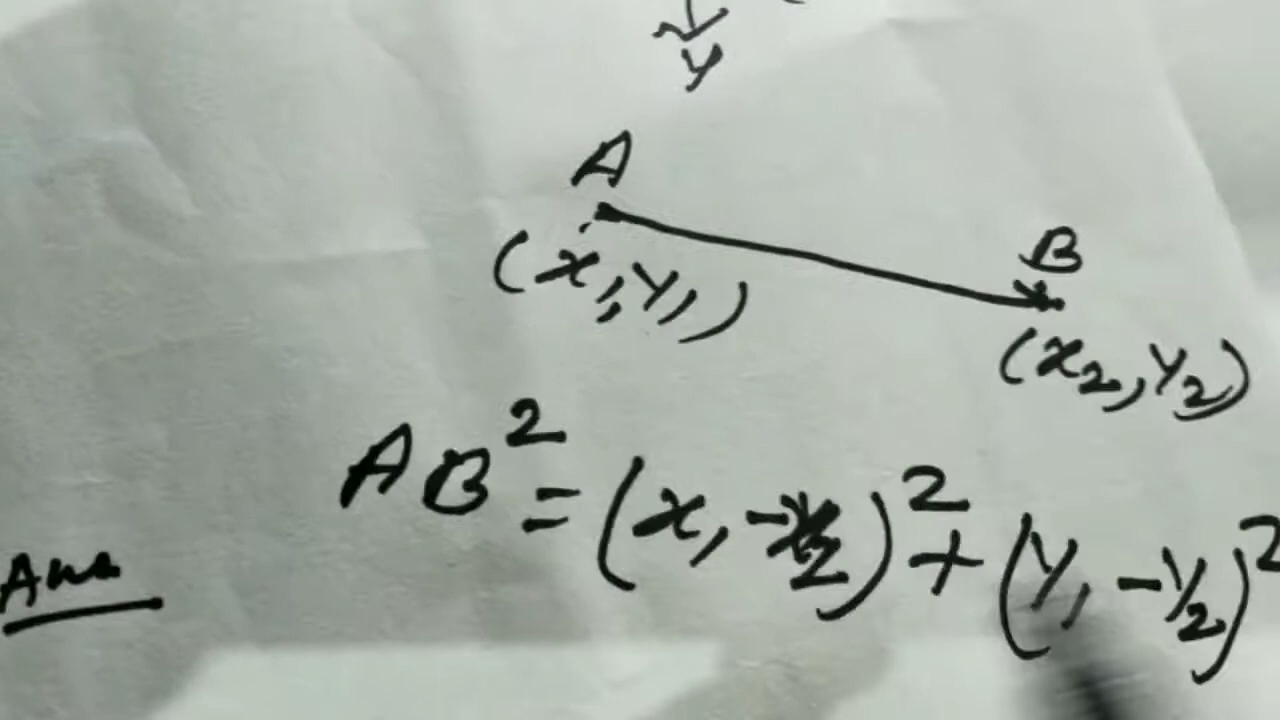 y
A
B
(x₁, y₁)
(x₂, y₂)
AB² = (x₁ - x₂)² + (y₁ - y₂)²
Ans